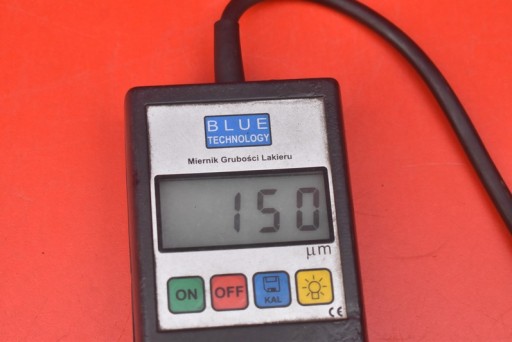 BLUE
TECHNOLOGY
Miernik Grubości Lakieru
150
μm
ON OFF KAL
CE